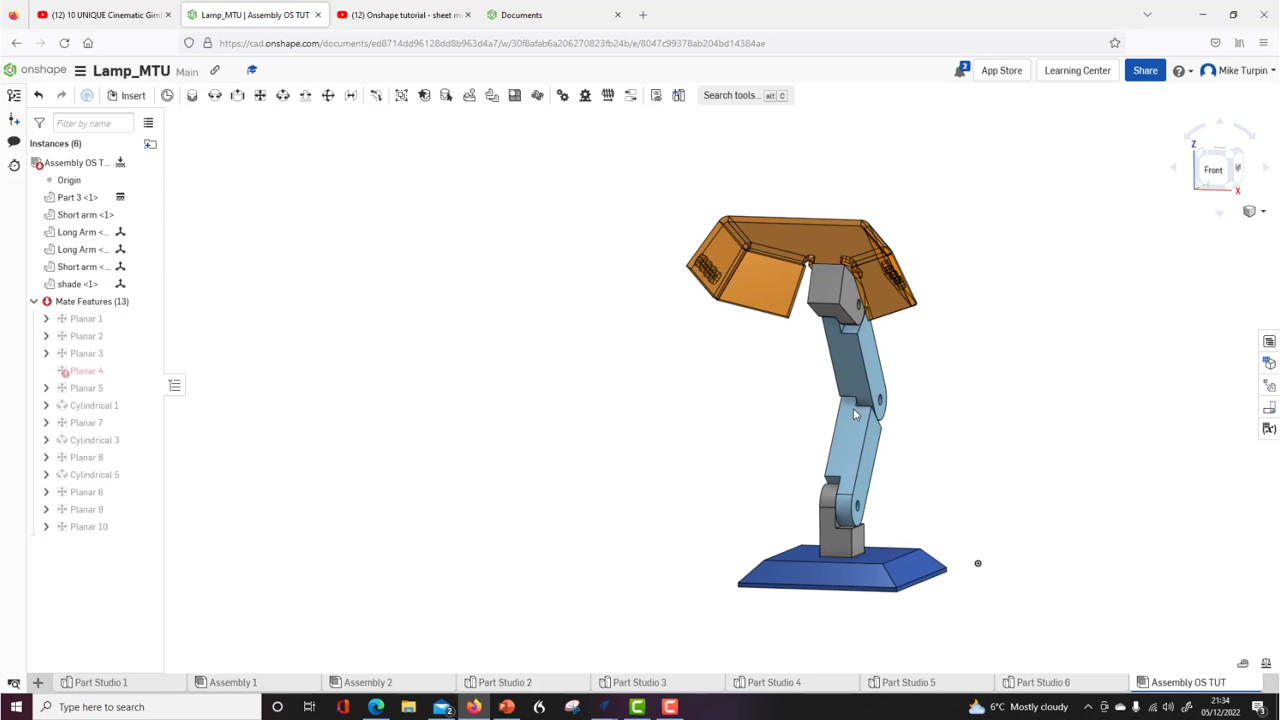 (12) 10 UNIQUE Cinematic Gim
Lamp_MTU | Assembly OS TUT
(12) Onshape tutorial - sheet m
Documents
https://cad.onshape.com/documents/ed8714dd96128dd8b963d4a7/w/30f8afab6a206270823fb24b/e/8047c99378ab204bd14384ae
onshape
Lamp_MTU Main
2
App Store
Learning Center
Share
Mike Turpin
Insert
Search tools... alt C
Filter by name
Instances (6)
Assembly OS T...
Origin
Part 3 <1>
Short arm <1>
Long Arm <...
Long Arm <...
Short arm <...
shade <1>
Mate Features (13)
Planar 1
Planar 2
Planar 3
Planar 4
Planar 5
Cylindrical 1
Planar 7
Cylindrical 3
Planar 8
Cylindrical 5
Planar 6
Planar 9
Planar 10
Z
Front
X
(x)
Part Studio 1
Assembly 1
Assembly 2
Part Studio 2
Part Studio 3
Part Studio 4
Part Studio 5
Part Studio 6
Assembly OS TUT
Type here to search
6°C Mostly cloudy
21:34
05/12/2022